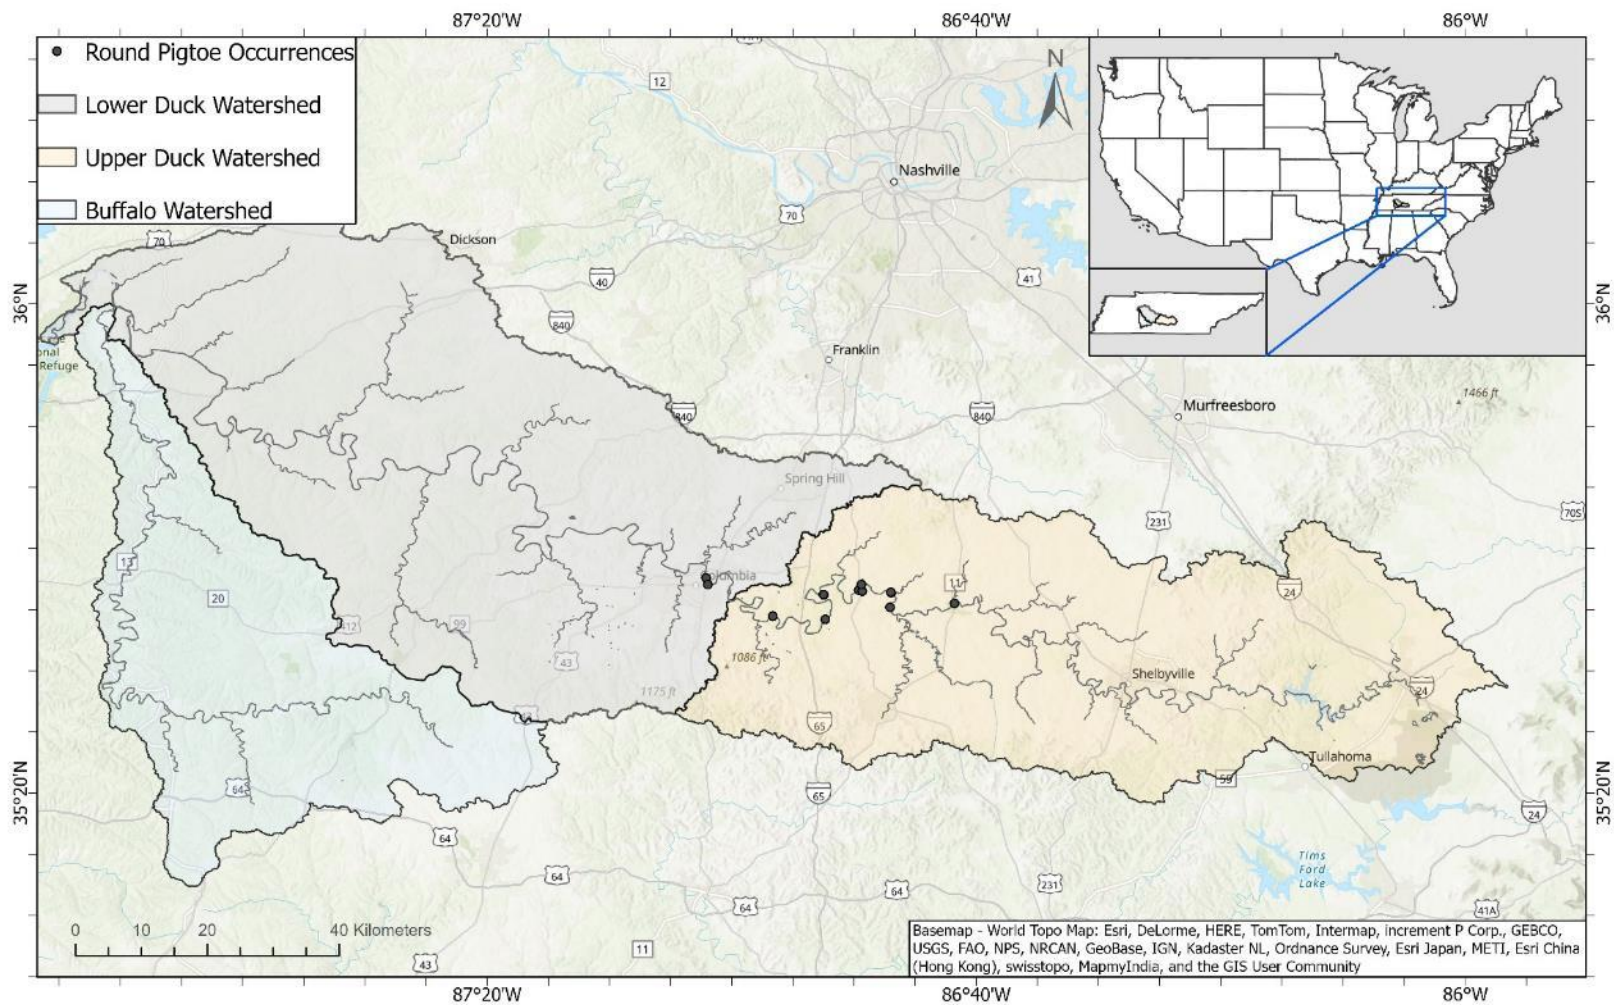 87°20'W 86°40'W 86°W
Round Pigtoe Occurrences
Lower Duck Watershed
Upper Duck Watershed
Buffalo Watershed
N
12
Nashville
70
70
Dickson
40
41
36°N
36°N
840
Franklin
onal
Refuge
840
840
Murfreesboro
1466 ft
Spring Hill
231
70S
13
20
99
43
11
24
1086 ft
1175 ft
Shelbyville
24
65
Tullahoma
55
64
65
35°20'N
35°20'N
24
64
64
64
64
231
Tims
Ford
Lake
41A
11
43
0 10 20 40 Kilometers
Basemap - World Topo Map: Esri, DeLorme, HERE, TomTom, Intermap, increment P Corp., GEBCO,
USGS, FAO, NPS, NRCAN, GeoBase, IGN, Kadaster NL, Ordnance Survey, Esri Japan, METI, Esri China
(Hong Kong), swisstopo, MapmyIndia, and the GIS User Community
87°20'W 86°40'W 86°W